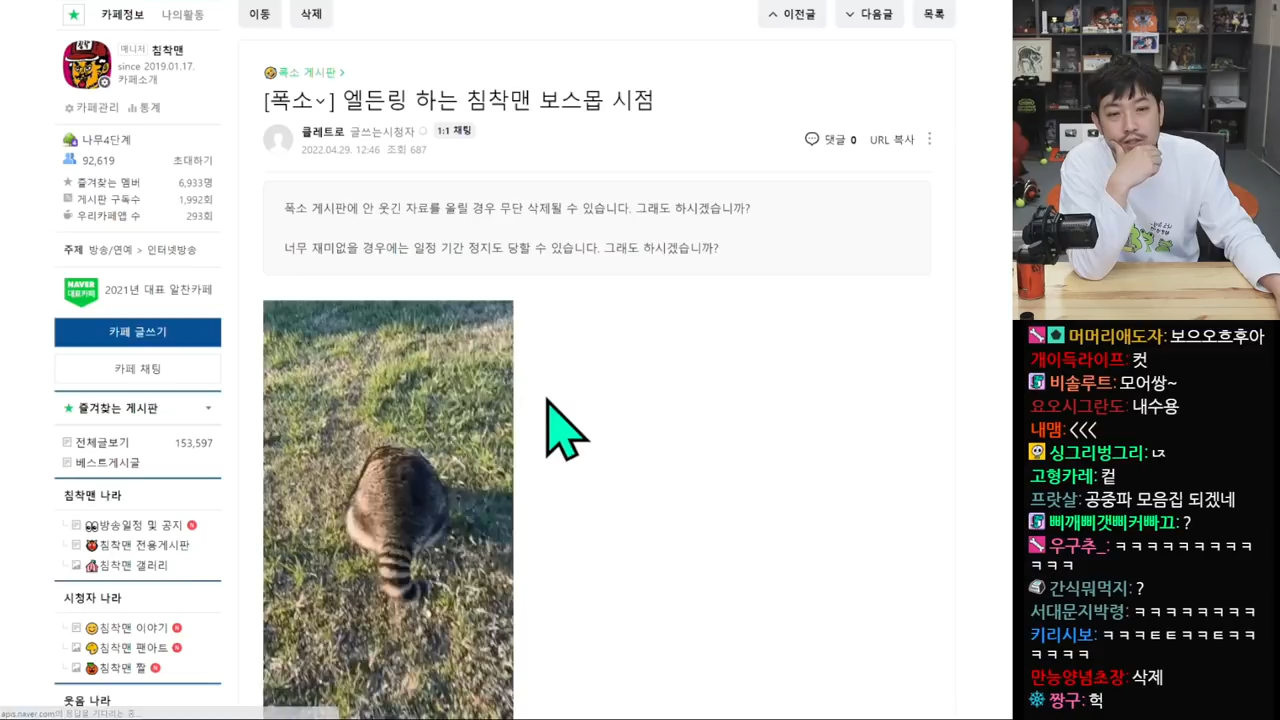 카페정보 나의활동
매니저 침착맨
since 2019.01.17.
카페소개
카페관리 통계
나무4단계
92,619 초대하기
즐겨찾는 멤버 6,933명
게시판 구독수 1,992회
우리카페앱 수 293회
주제 방송/연예 > 인터넷방송
NAVER
대표카페
2021년 대표 알찬카페
카페 글쓰기
카페 채팅
즐겨찾는 게시판
전체글보기 153,597
베스트게시글
침착맨 나라
방송일정 및 공지 N
침착맨 전용게시판
침착맨 갤러리
시청자 나라
침착맨 이야기 N
침착맨 팬아트 N
침착맨 짤 N
웃음 나라
이동 삭제
이전글 다음글 목록
폭소 게시판 >
[폭소~] 엘든링 하는 침착맨 보스몹 시점
클레트로 글쓰는시청자 1:1 채팅
2022.04.29. 12:46 조회 687
댓글 0 URL 복사
폭소 게시판에 안 웃긴 자료를 올릴 경우 무단 삭제될 수 있습니다. 그래도 하시겠습니까?
너무 재미없을 경우에는 일정 기간 정지도 당할 수 있습니다. 그래도 하시겠습니까?
머머리애도자: 보으오흐후아
개이득라이프: 컷
비솔루트: 모어쌍~
요오시그란도: 내수용
내맴: <<<
싱그리벙그리: ㄴㅈ
고형카레: 컽
프랏살: 공중파 모음집 되겠네
삐깨삐갯삐커빠끄: ?
우구추_: ㅋㅋㅋㅋㅋㅋㅋㅋㅋ
ㅋㅋㅋ
간식뭐먹지: ?
서대문지박령: ㅋㅋㅋㅋㅋㅋㅋㅋ
키리시보: ㅋㅋㅋㅌㅌㅋㅋㅌㅋㅋ
ㅋㅋㅋㅋ
만능양념초장: 삭제
짱구: 헉